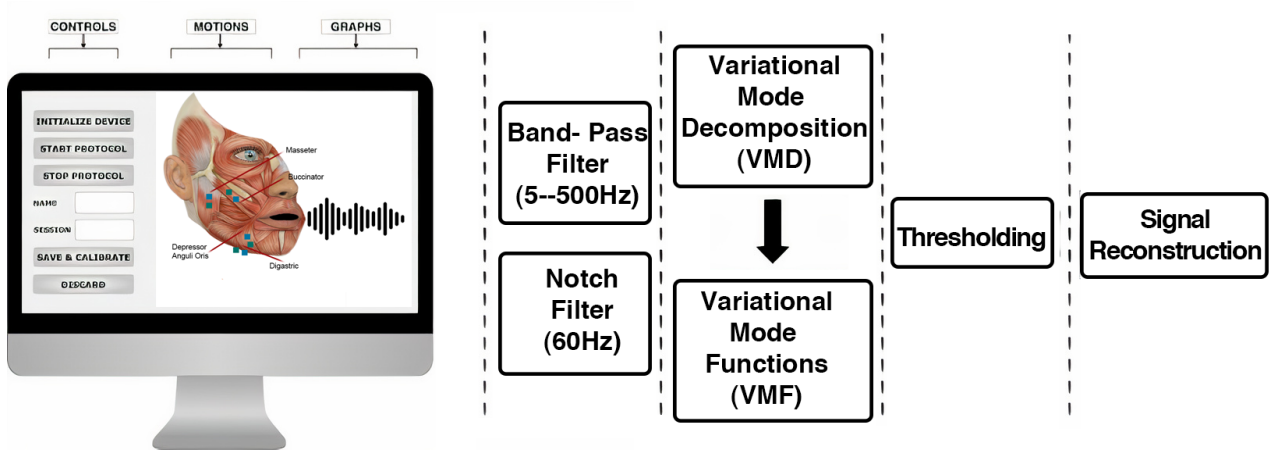 CONTROLS
MOTIONS
GRAPHS
INITIALIZE DEVICE
START PROTOCOL
STOP PROTOCOL
NAME
SESSION
SAVE & CALIBRATE
DISCARD
Masseter
Buccinator
Depressor
Anguli Oris
Digastric
Band- Pass
Filter
(5--500Hz)
Notch
Filter
(60Hz)
Variational
Mode
Decomposition
(VMD)
Variational
Mode
Functions
(VMF)
Thresholding
Signal
Reconstruction